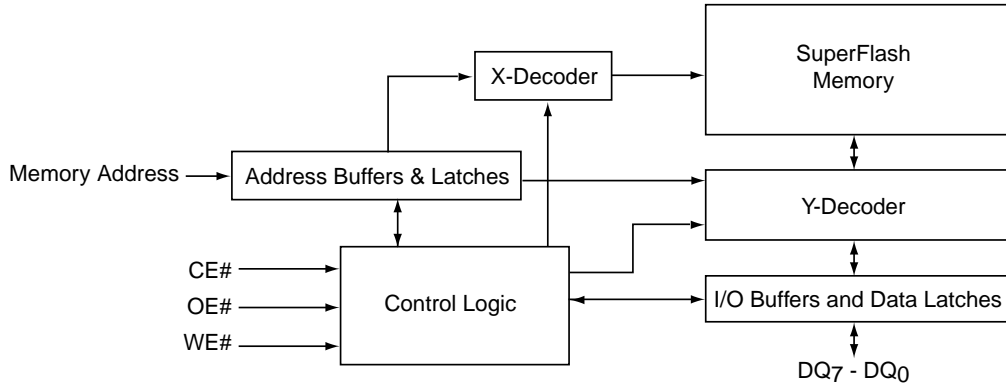 SuperFlash
Memory
X-Decoder
Memory Address
Address Buffers & Latches
Y-Decoder
CE#
OE#
WE#
Control Logic
I/O Buffers and Data Latches
DQ7 - DQ0